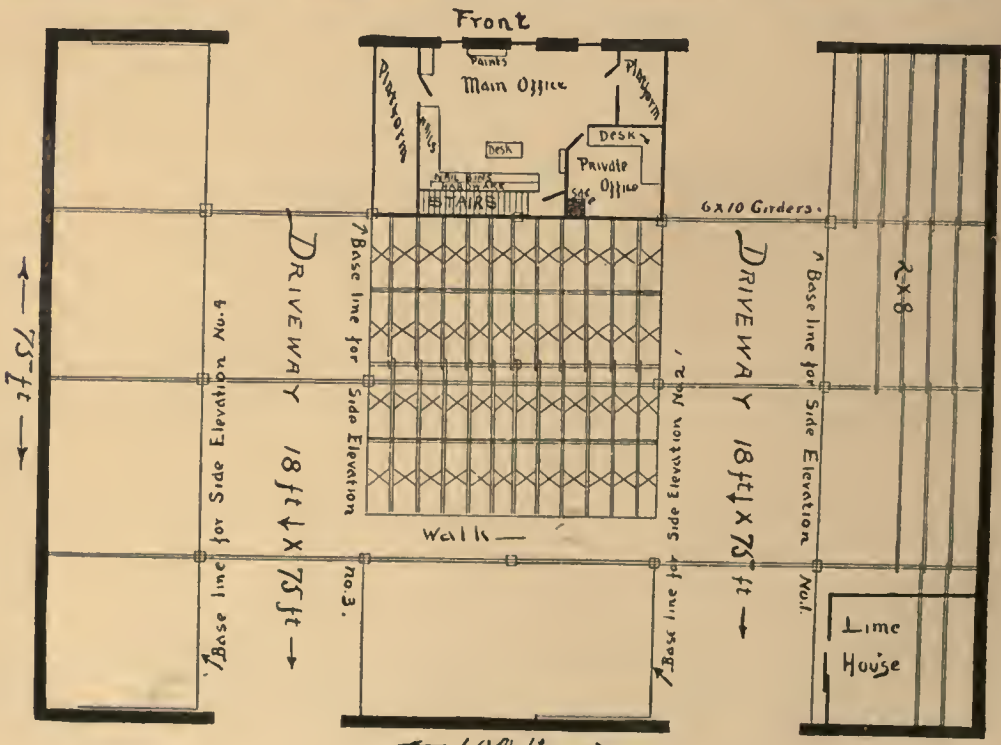 Front
Paints
Main Office
Platform
Platform
Nails
Desk
Desk
Private
Office
Safe
NAIL BINS
HARDWARE
STAIRS
6x10 Girders.
2x8
← 75 ft →
Base line for Side Elevation No. 4
DRIVEWAY 18 ft ↓ X 75 ft →
Base line for Side Elevation no. 3.
Base line for Side Elevation No. 2
DRIVEWAY 18 ft ↓ X 75 ft →
Base line for Side Elevation No. 1.
Walk —
Lime
House